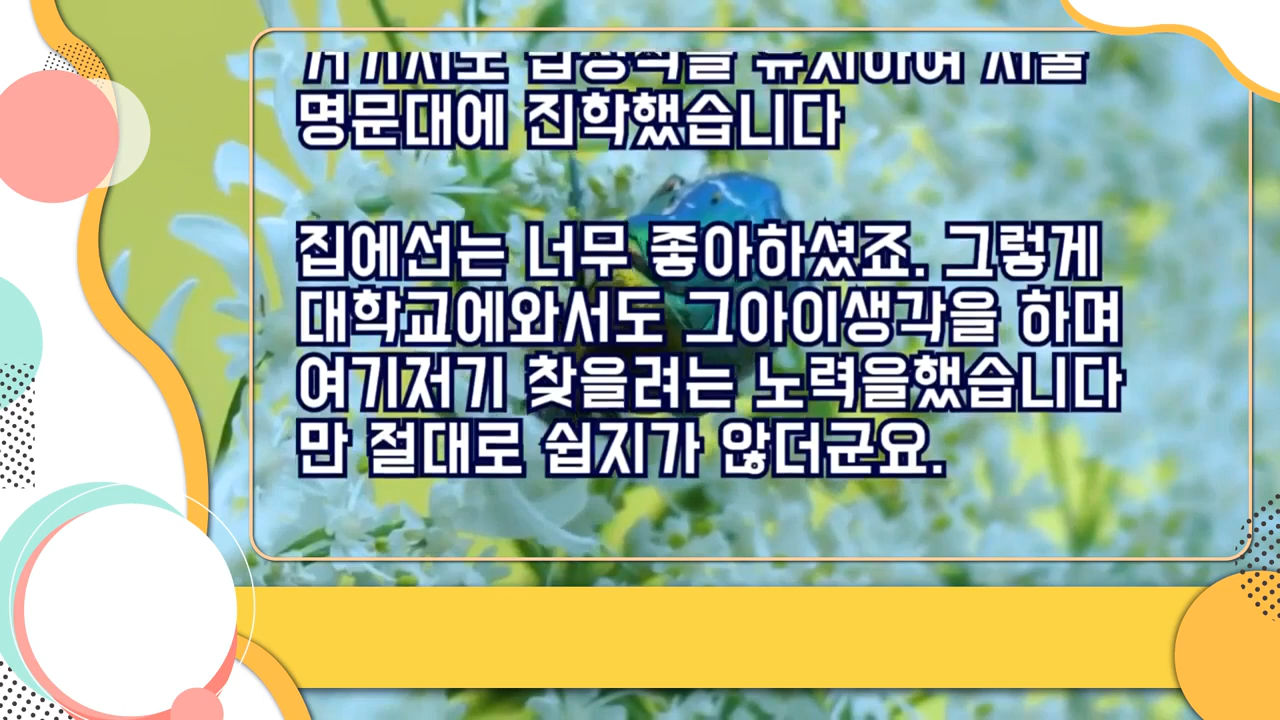 명문대에 진학했습니다
집에선는 너무 좋아하셨죠. 그렇게
대학교에와서도 그아이생각을 하며
여기저기 찾을려는 노력을했습니다
만 절대로 쉽지가 않더군요.